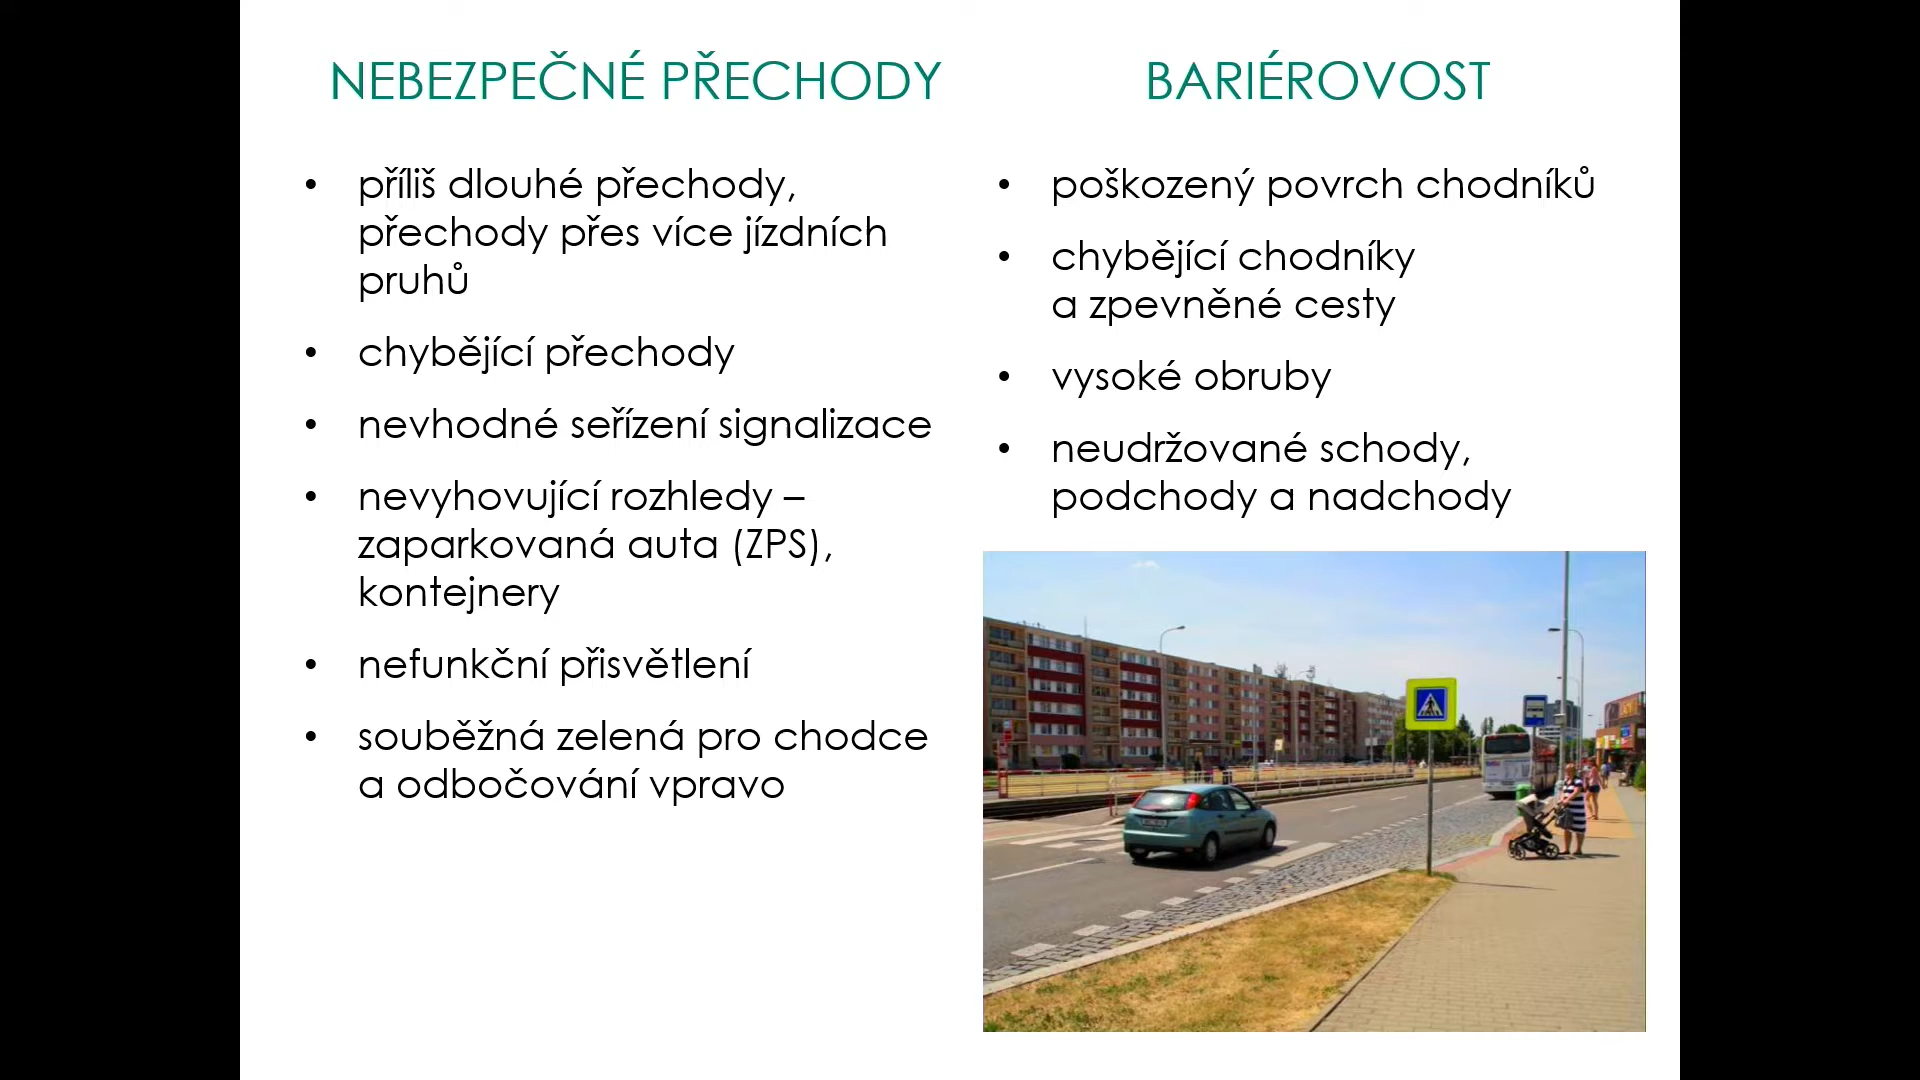 NEBEZPEČNÉ PŘECHODY
• příliš dlouhé přechody,
přechody přes více jízdních
pruhů
• chybějící přechody
• nevhodné seřízení signalizace
• nevyhovující rozhledy –
zaparkovaná auta (ZPS),
kontejnery
• nefunkční přisvětlení
• souběžná zelená pro chodce
a odbočování vpravo
BARIÉROVOST
• poškozený povrch chodníků
• chybějící chodníky
a zpevněné cesty
• vysoké obruby
• neudržované schody,
podchody a nadchody